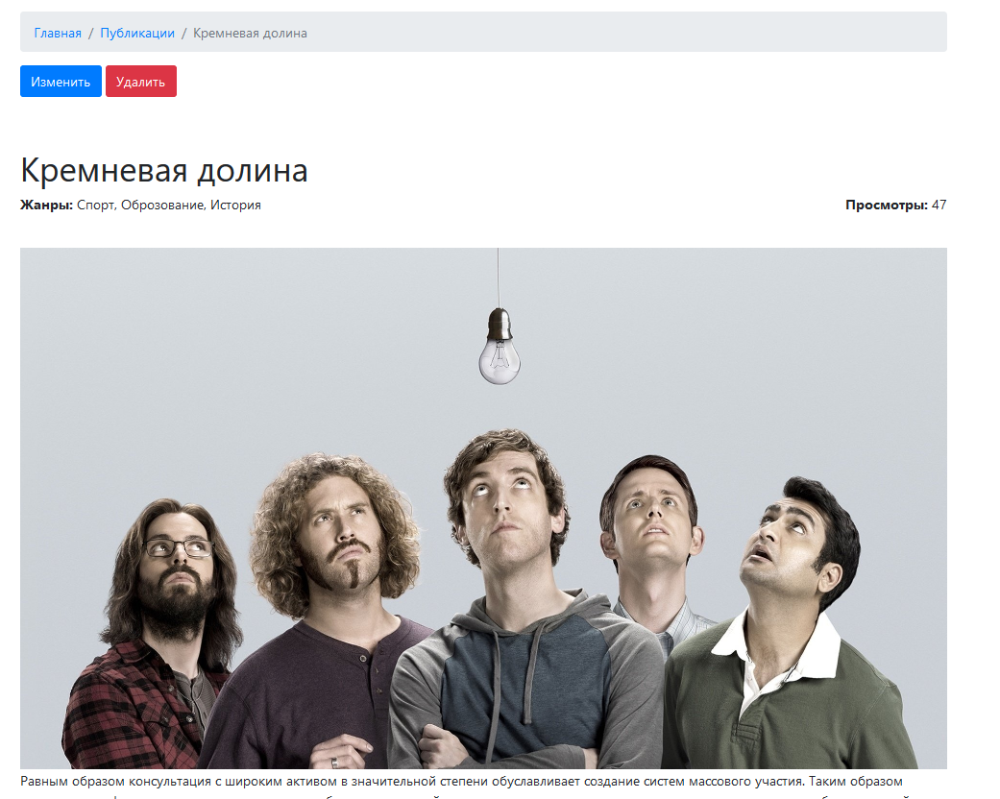 Главная / Публикации / Кремневая долина
Изменить Удалить
Кремневая долина
Жанры: Спорт, Оброзование, История
Просмотры: 47
Равным образом консультация с широким активом в значительной степени обуславливает создание систем массового участия. Таким образом